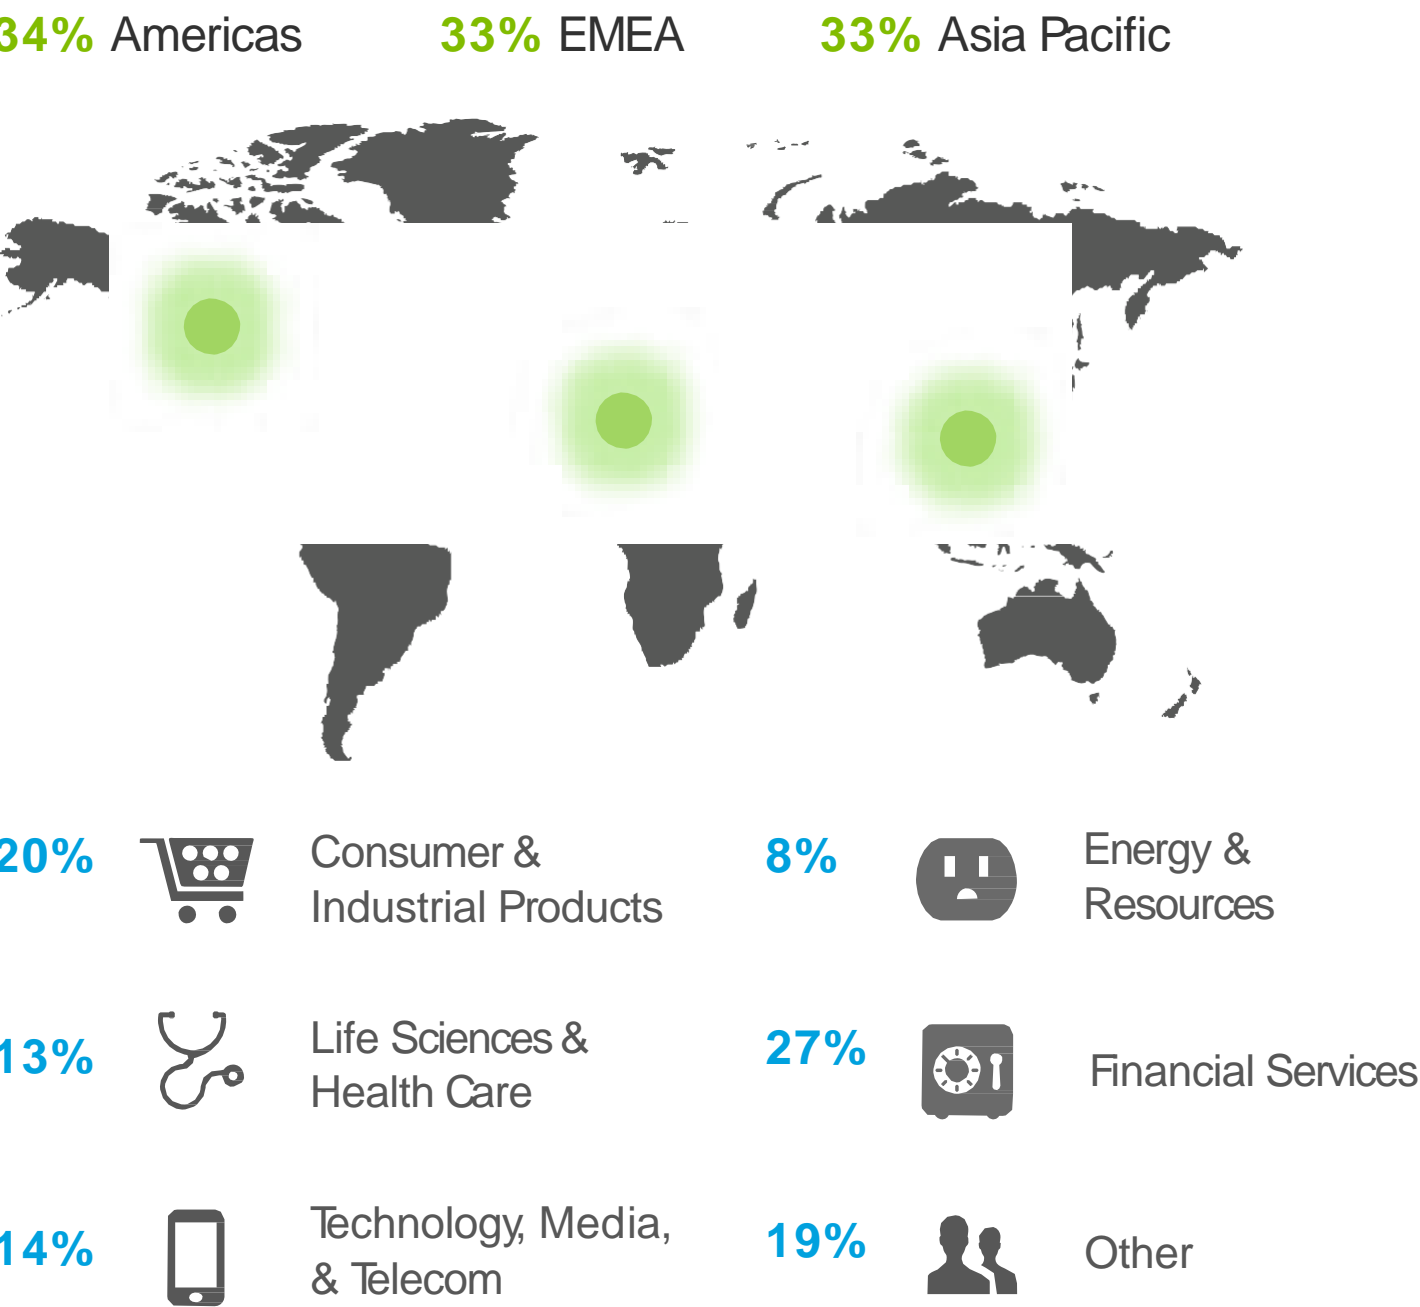 34% Americas 33% EMEA 33% Asia Pacific
20% Consumer &
Industrial Products
8% Energy &
Resources
13% Life Sciences &
Health Care
27% Financial Services
14% Technology, Media,
& Telecom
19% Other